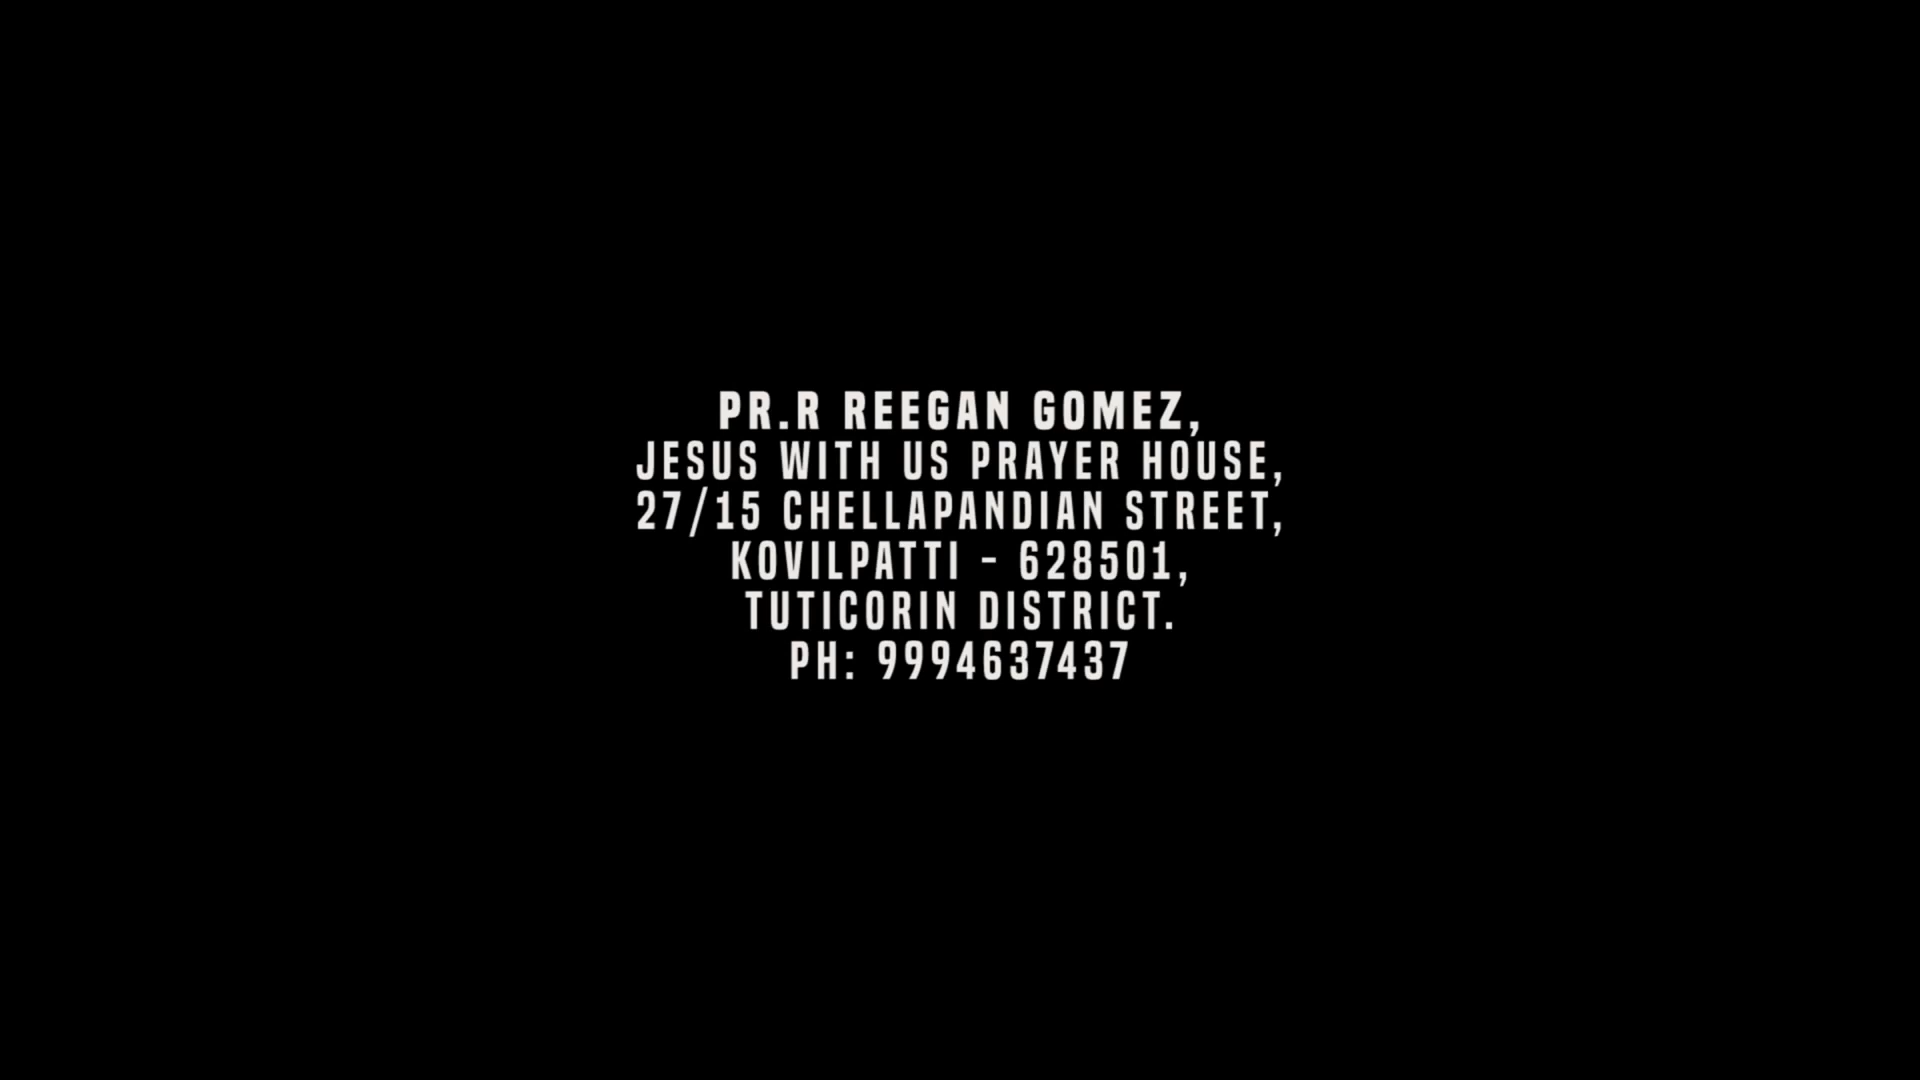 PR.R REEGAN GOMEZ,
JESUS WITH US PRAYER HOUSE,
27/15 CHELLAPANDIAN STREET,
KOVILPATTI - 628501,
TUTICORIN DISTRICT.
PH: 9994637437